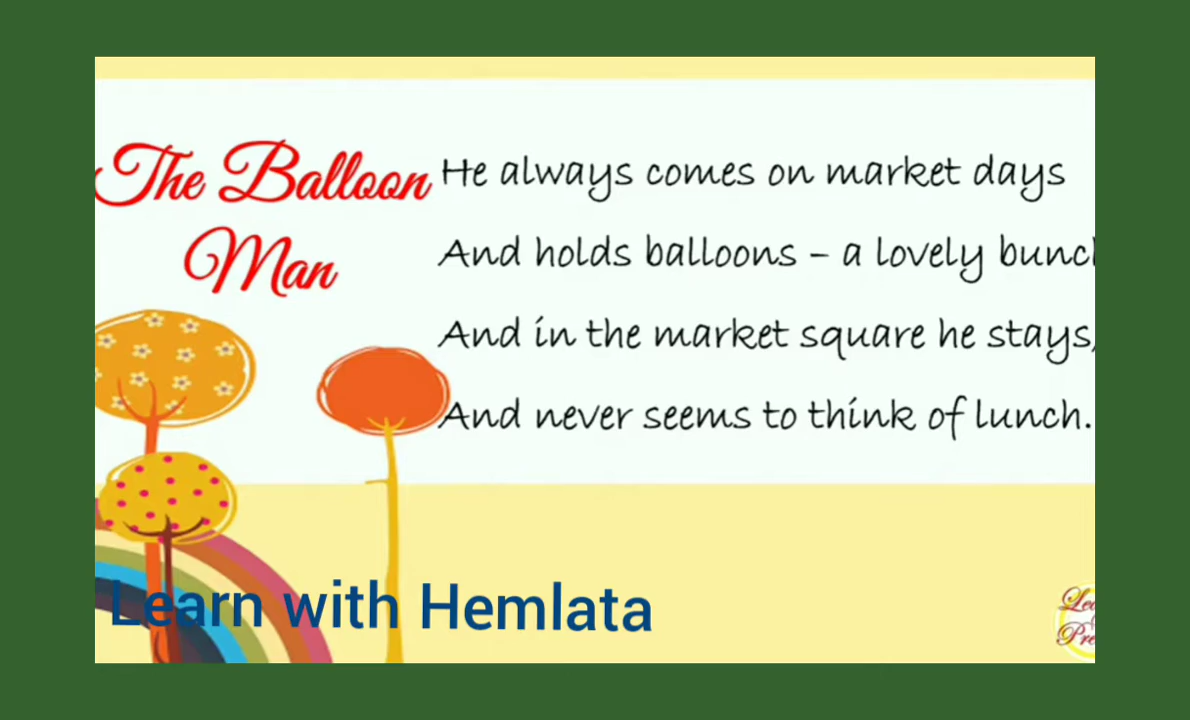 The Balloon
Man
He always comes on market days
And holds balloons – a lovely bunch
And in the market square he stays,
And never seems to think of lunch.
Learn with Hemlata